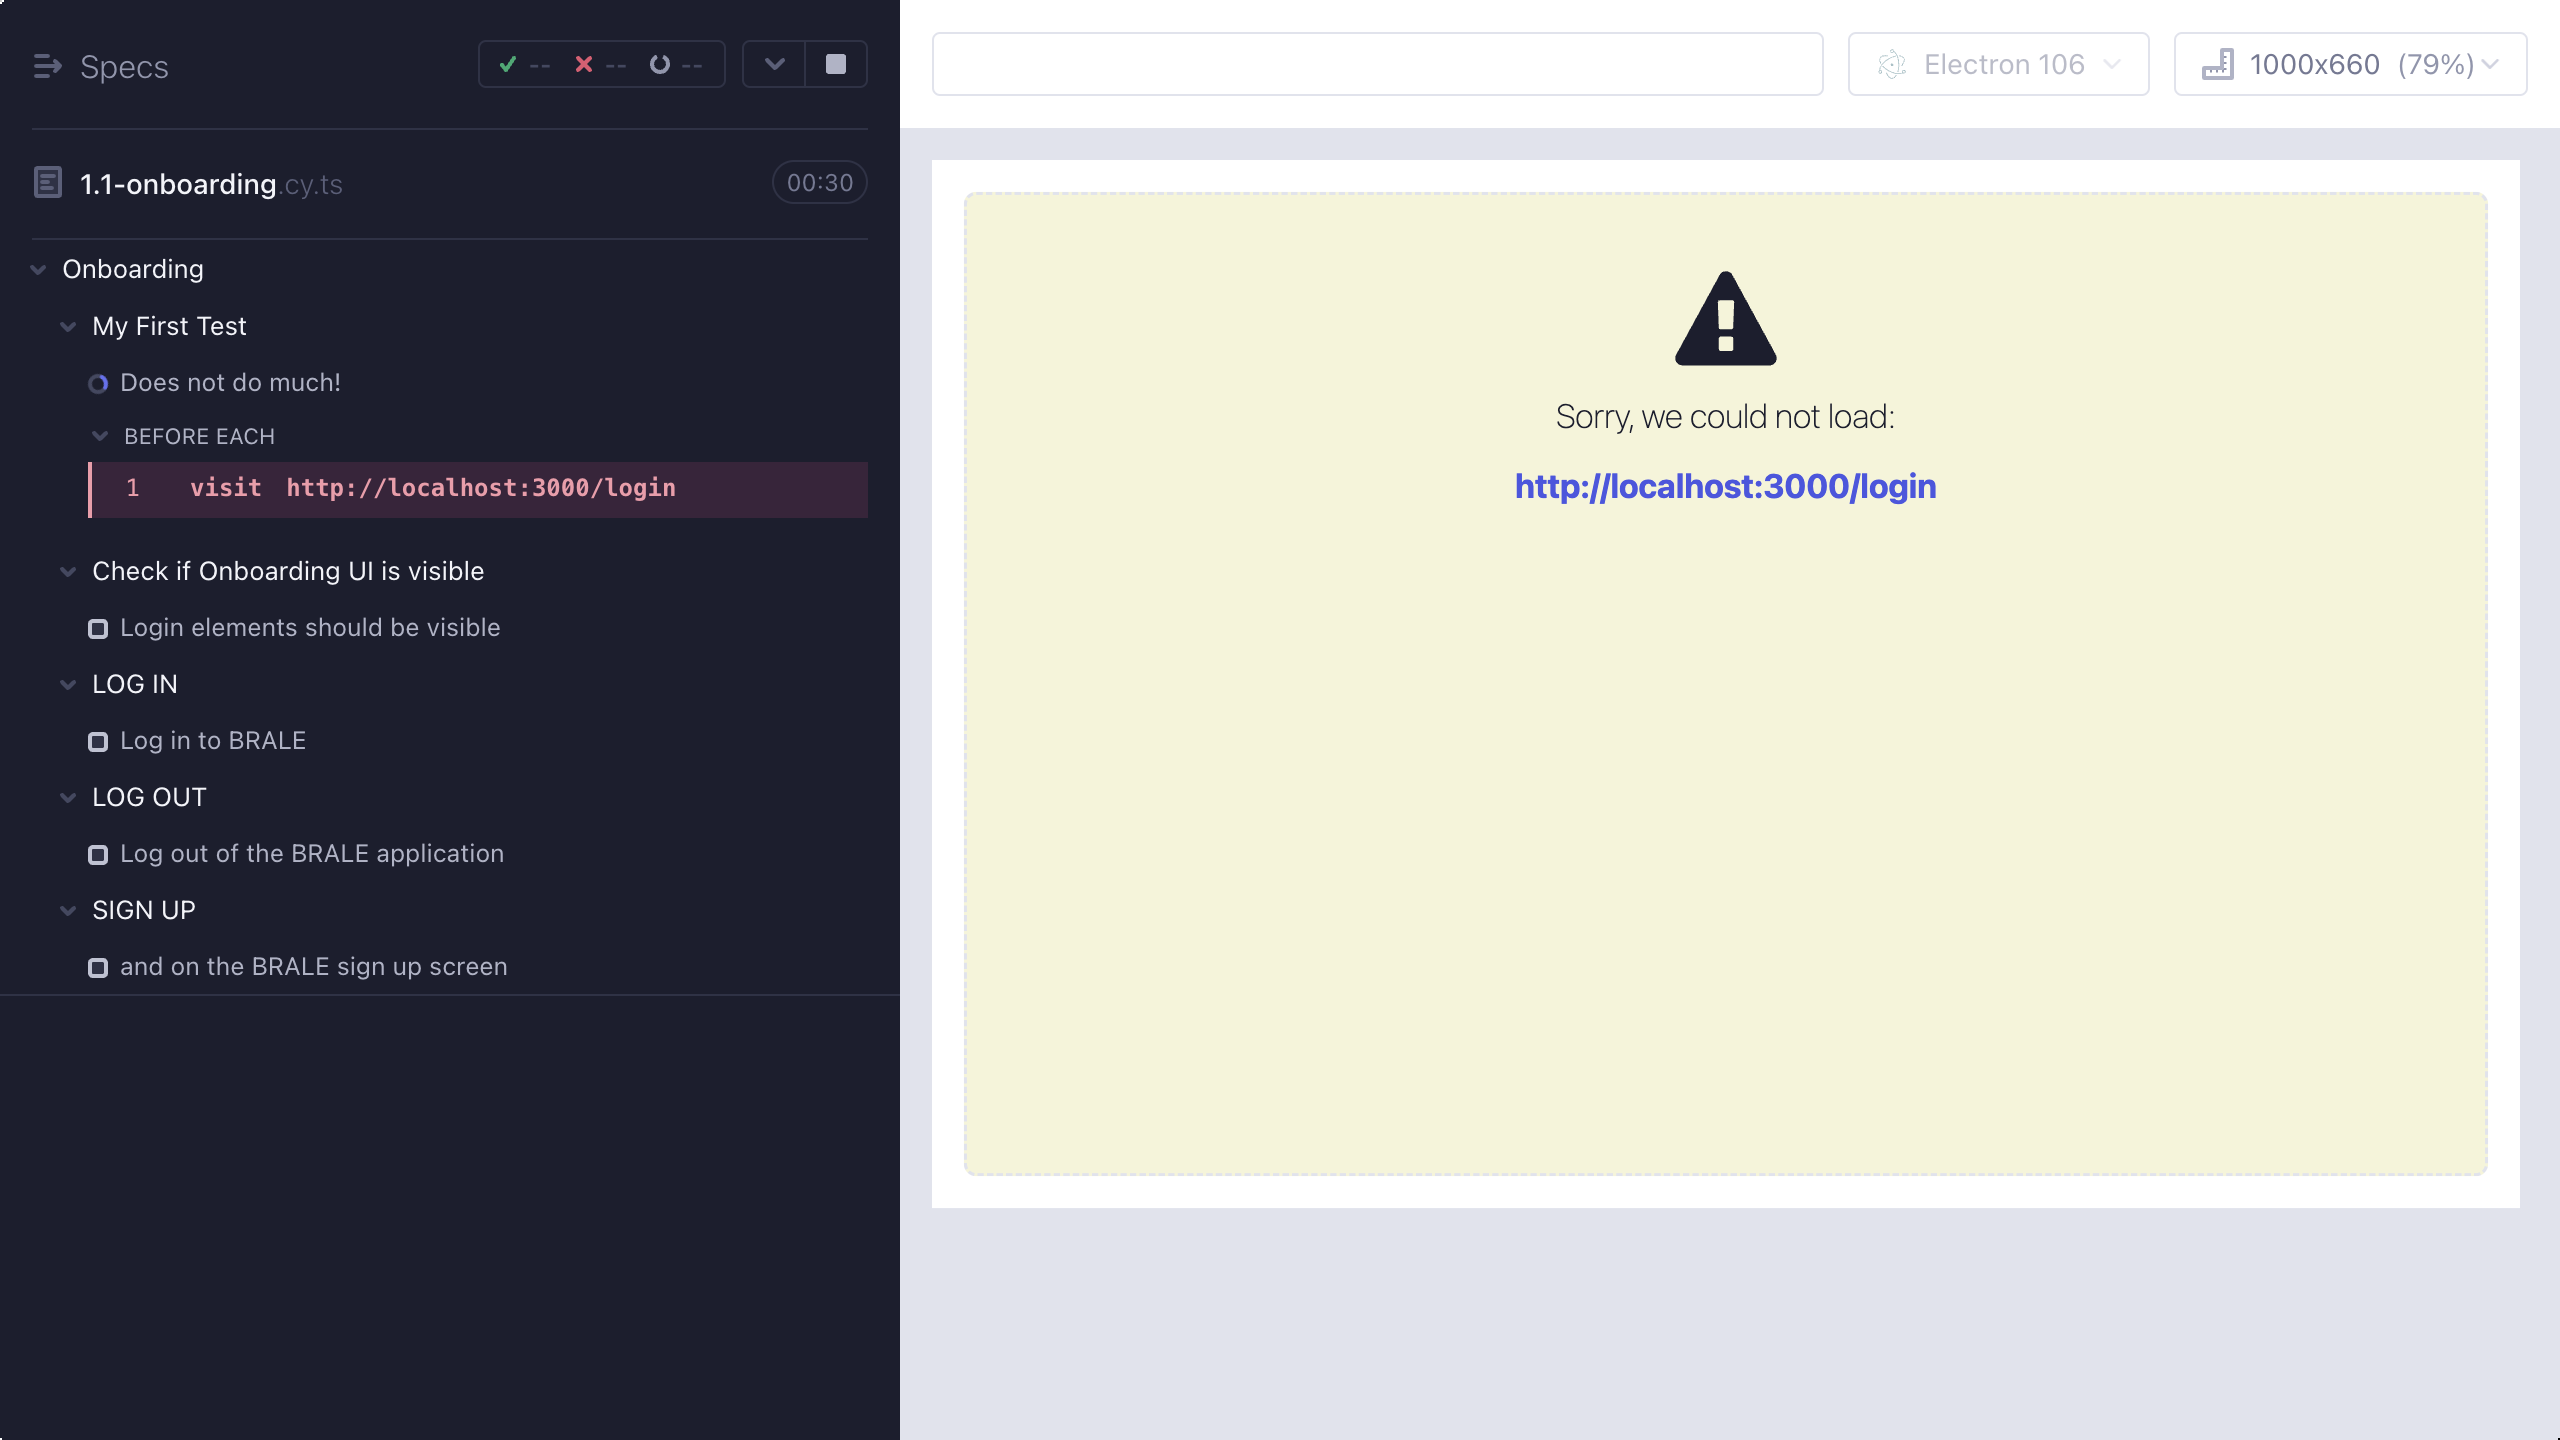 Specs
-- -- --
1.1-onboarding.cy.ts
00:30
Onboarding
My First Test
Does not do much!
BEFORE EACH
1 visit http://localhost:3000/login
Check if Onboarding UI is visible
Login elements should be visible
LOG IN
Log in to BRALE
LOG OUT
Log out of the BRALE application
SIGN UP
and on the BRALE sign up screen
Electron 106
1000x660 (79%)
Sorry, we could not load:
http://localhost:3000/login